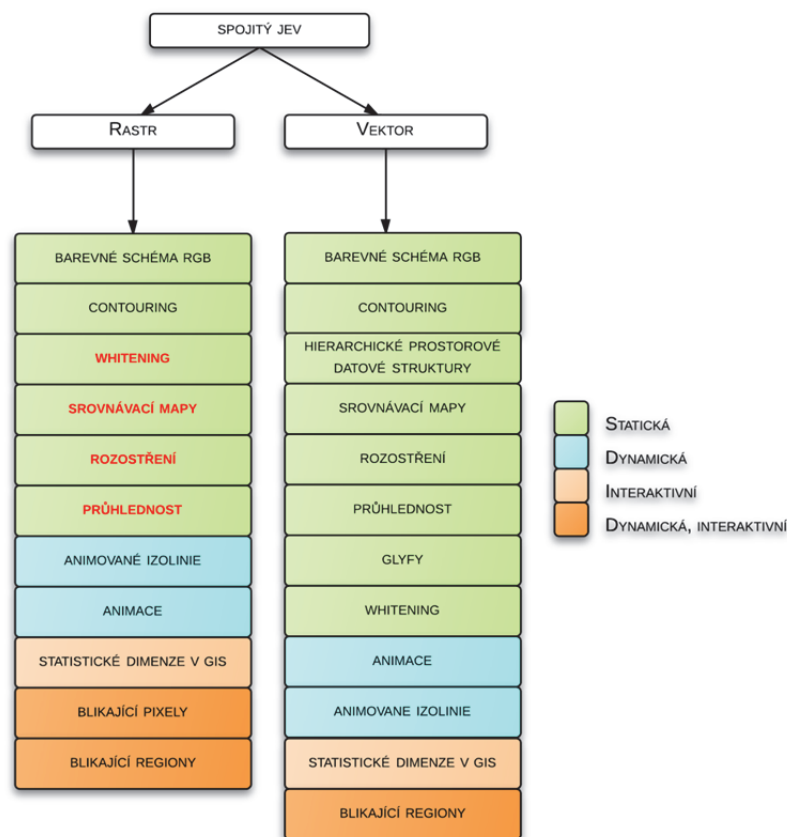 SPOJITÝ JEV
RASTR
VEKTOR
BAREVNÉ SCHÉMA RGB
CONTOURING
WHITENING
SROVNÁVACÍ MAPY
ROZOSTŘENÍ
PRŮHLEDNOST
ANIMOVANÉ IZOLINIE
ANIMACE
STATISTICKÉ DIMENZE V GIS
BLIKAJÍCÍ PIXELY
BLIKAJÍCÍ REGIONY
BAREVNÉ SCHÉMA RGB
CONTOURING
HIERARCHICKÉ PROSTOROVÉ
DATOVÉ STRUKTURY
SROVNÁVACÍ MAPY
ROZOSTŘENÍ
PRŮHLEDNOST
GLYFY
WHITENING
ANIMACE
ANIMOVANE IZOLINIE
STATISTICKÉ DIMENZE V GIS
BLIKAJÍCÍ REGIONY
STATICKÁ
DYNAMICKÁ
INTERAKTIVNÍ
DYNAMICKÁ, INTERAKTIVNÍ